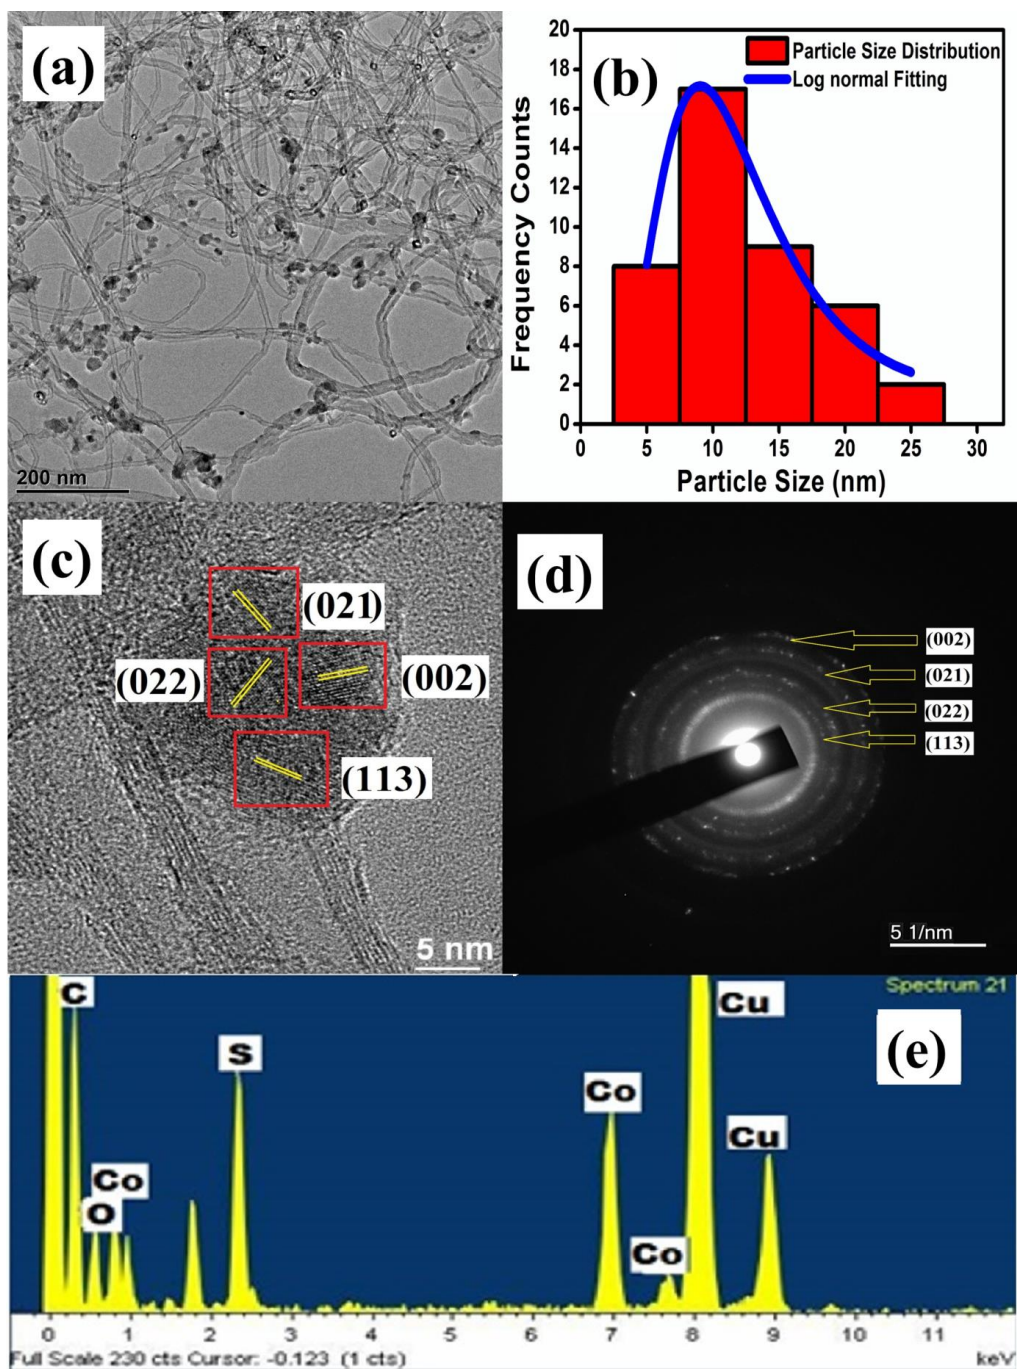 (a)
200 nm
(b)
Particle Size Distribution
Log normal Fitting
Frequency Counts
20
18
16
14
12
10
8
6
4
2
0
0 5 10 15 20 25 30
Particle Size (nm)
(c)
(021)
(022)
(002)
(113)
5 nm
(d)
(002)
(021)
(022)
(113)
5 1/nm
Spectrum 21
(e)
C
O
Co
S
Co
Co
Cu
Cu
0 1 2 3 4 5 6 7 8 9 10 11
Full Scale 230 cts Cursor: -0.123 (1 cts)
keV